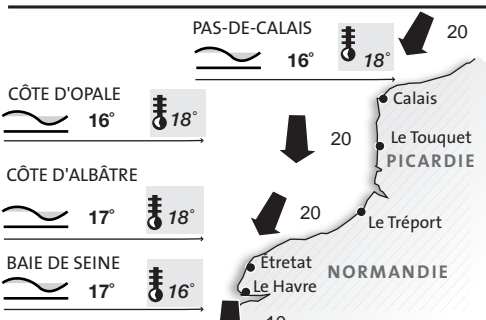 PAS-DE-CALAIS
20
16°
18°
CÔTE D'OPALE
16°
18°
Calais
20
Le Touquet
PICARDIE
CÔTE D'ALBÂTRE
17°
18°
20
Le Tréport
BAIE DE SEINE
17°
16°
Étretat
NORMANDIE
Le Havre